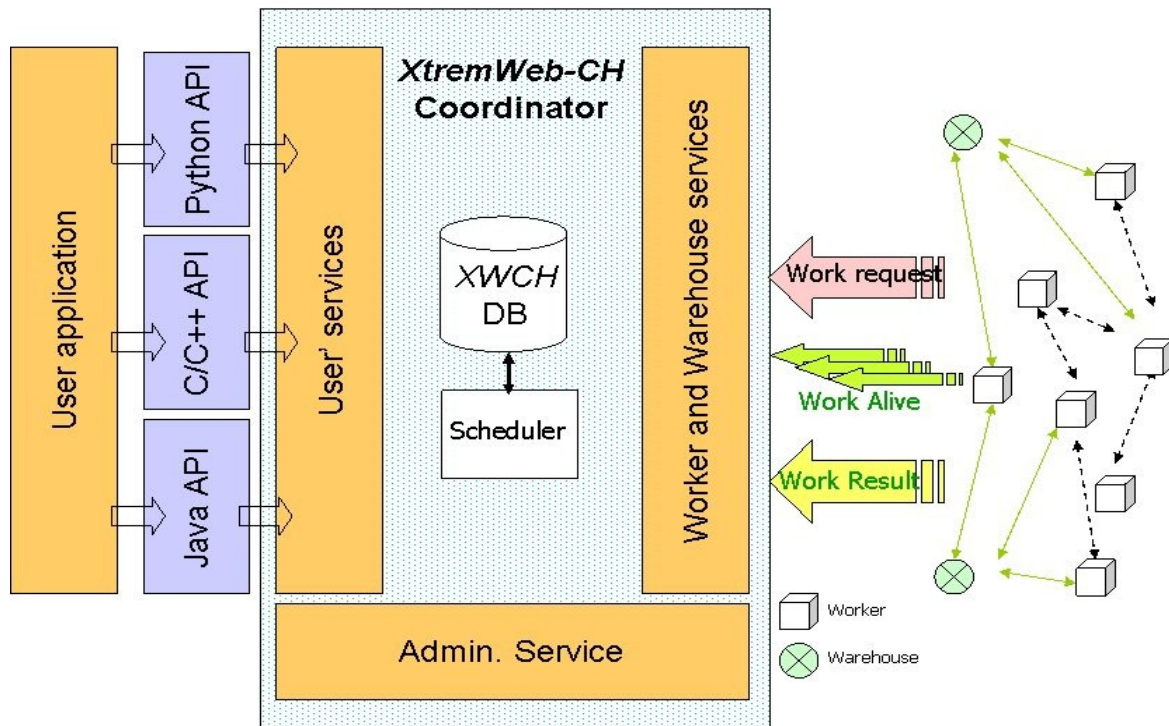 User application
Python API
C/C++ API
Java API
User' services
XtremWeb-CH
Coordinator
XWCH
DB
Scheduler
Worker and Warehouse services
Admin. Service
Work request
Work Alive
Work Result
Worker
Warehouse